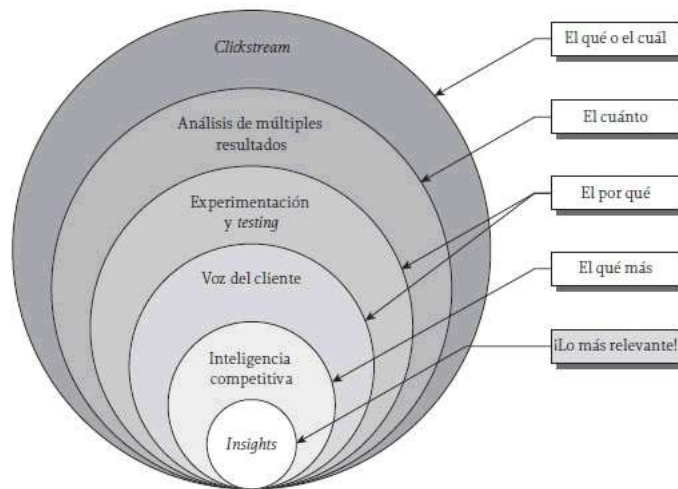 Clickstream
Análisis de múltiples
resultados
Experimentación
y testing
Voz del cliente
Inteligencia
competitiva
Insights
El qué o el cuál
El cuánto
El por qué
El qué más
¡Lo más relevante!